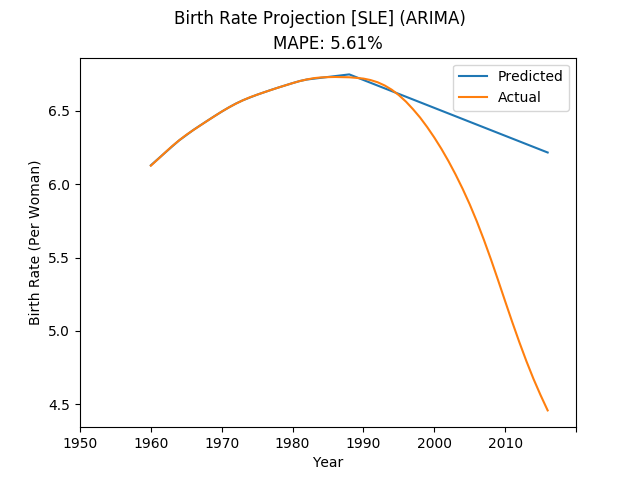 Birth Rate Projection [SLE] (ARIMA)
MAPE: 5.61%
Predicted
Actual
Birth Rate (Per Woman)
6.5
6.0
5.5
5.0
4.5
1950 1960 1970 1980 1990 2000 2010
Year